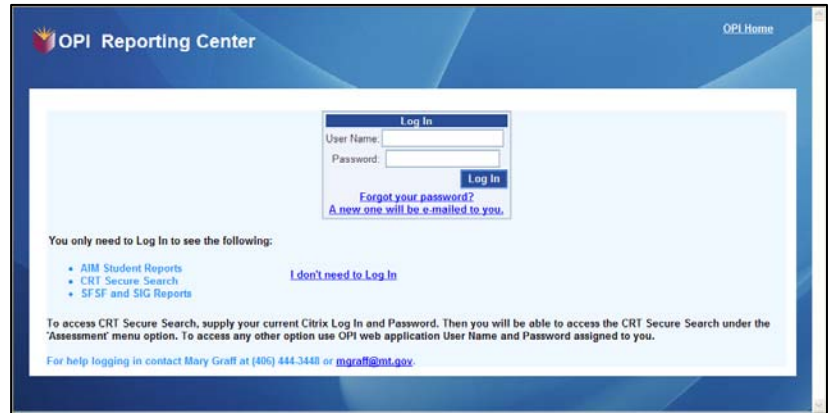 OPI Home
OPI Reporting Center
Log In
User Name:
Password:
Log In
Forgot your password?
A new one will be e-mailed to you.
You only need to Log In to see the following:
• AIM Student Reports
• CRT Secure Search
• SFSF and SIG Reports
I don't need to Log In
To access CRT Secure Search, supply your current Citrix Log In and Password. Then you will be able to access the CRT Secure Search under the
'Assessment' menu option. To access any other option use OPI web application User Name and Password assigned to you.
For help logging in contact Mary Graff at (406) 444-3448 or mgraff@mt.gov.